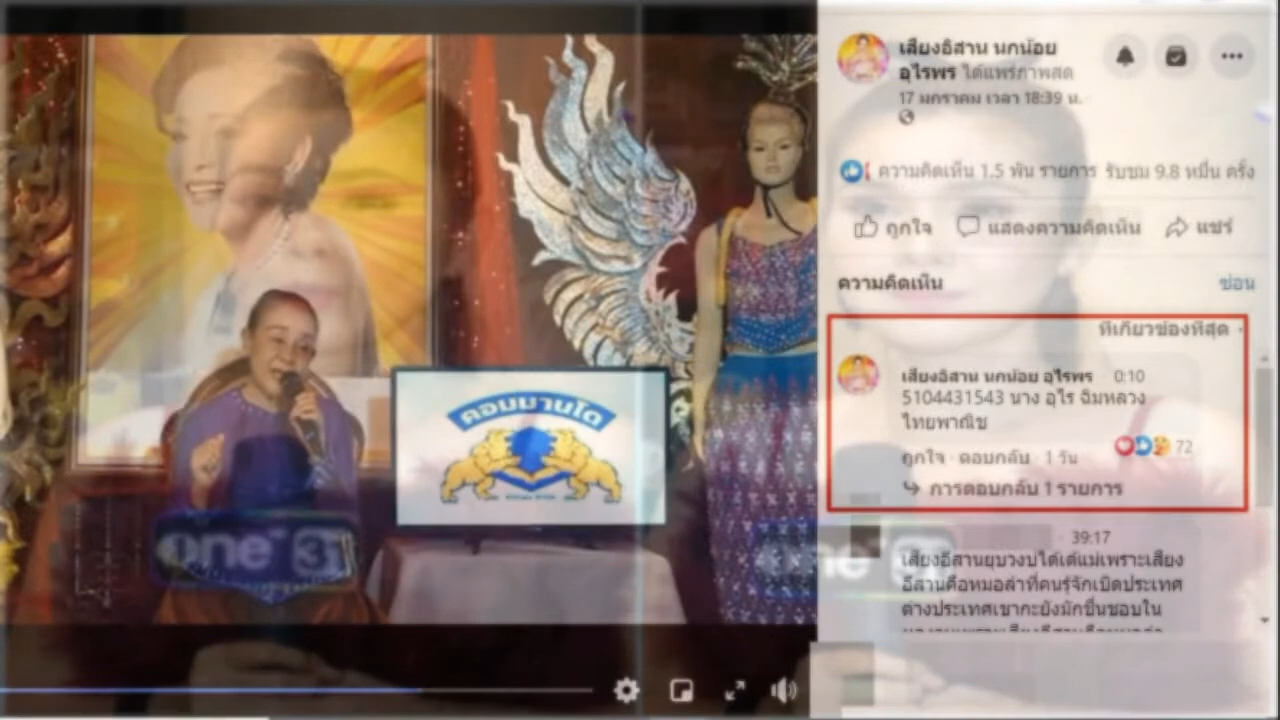 เสียงอิสาน นกน้อย
อุไรพร ได้แพร่ภาพสด
17 มกราคม เวลา 18:39 น.
ความคิดเห็น 1.5 พัน รายการ รับชม 9.8 หมื่น ครั้ง
ถูกใจ แสดงความคิดเห็น แชร์
ความคิดเห็น ซ่อน
ที่เกี่ยวข้องที่สุด
เสียงอิสาน นกน้อย อุไรพร 0:10
5104431543 นาง อุไร ฉิมหลวง
ไทยพาณิช
72
ถูกใจ · ตอบกลับ · 1 วัน
การตอบกลับ 1 รายการ
39:17
เสียงอีสานยุบวงบ่ได้เด้แม่เพราะเสียง
อีสานคือหมอลำที่คนรู้จักเบิดประเทศ
ต่างประเทศเขากะยังมักชื่นชอบใน
คอมมานโด
one 31
one